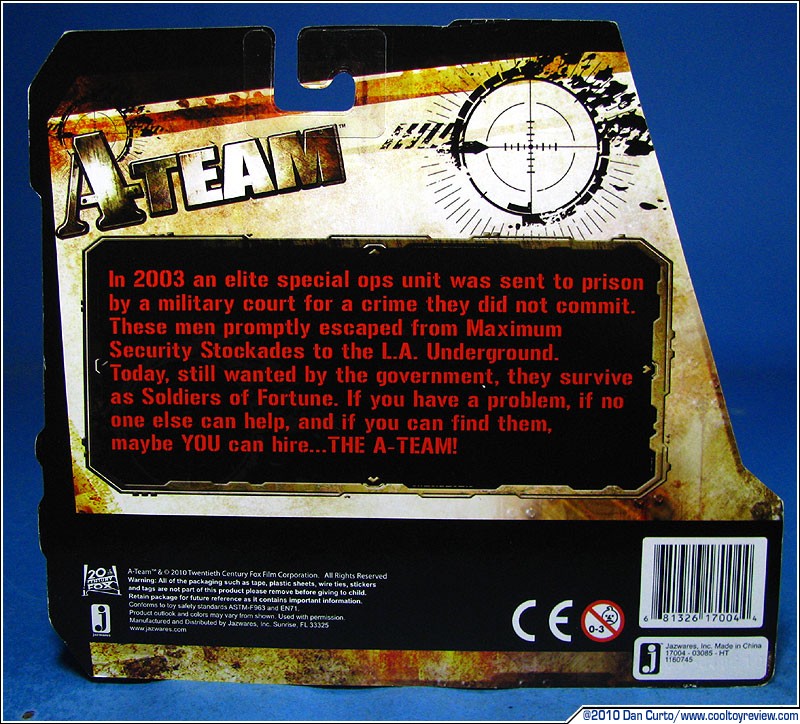 A-TEAM™
In 2003 an elite special ops unit was sent to prison
by a military court for a crime they did not commit.
These men promptly escaped from Maximum
Security Stockades to the L.A. Underground.
Today, still wanted by the government, they survive
as Soldiers of Fortune. If you have a problem, if no
one else can help, and if you can find them,
maybe YOU can hire...THE A-TEAM!
20th
CENTURY
FOX
A-Team™ & © 2010 Twentieth Century Fox Film Corporation. All Rights Reserved
Warning: All of the packaging such as tape, plastic sheets, wire ties, stickers
and tags are not part of this product please remove before giving to child.
Retain package for future reference as it contains important information.
Conforms to toy safety standards ASTM-F963 and EN71.
Product outlook and colors may vary from shown. Used with permission.
Manufactured and Distributed by Jazwares, Inc. Sunrise, FL 33325
www.jazwares.com
j
jazwares
CE
0-3
6 81326 17004 4
j
Jazwares, Inc. Made in China
17004 - 03085 - HT
1160745
©2010 Dan Curto/www.cooltoyreview.com